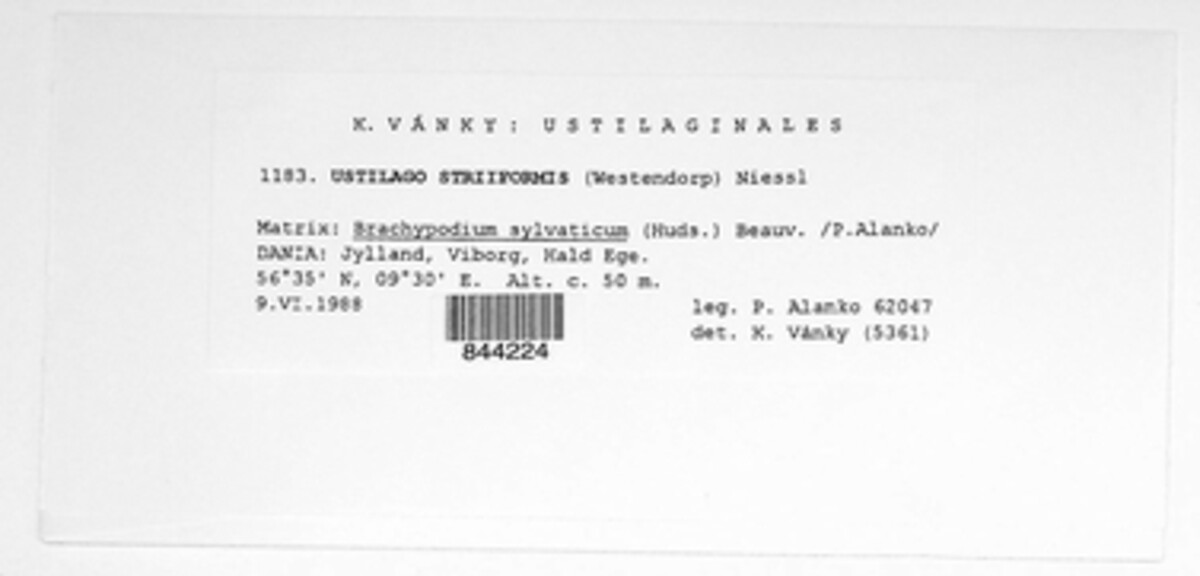 K. VÁNKY: USTILAGINALES
1183. USTILAGO STRIIFORMIS (Westendorp) Niessl
Matrix: Brachypodium sylvaticum (Huds.) Beauv. /P.Alanko/
DANIA: Jylland, Viborg, Hald Ege.
56°35' N, 09°30' E. Alt. c. 50 m.
9.VI.1988
leg. P. Alanko 62047
det. K. Vánky (5361)
844224